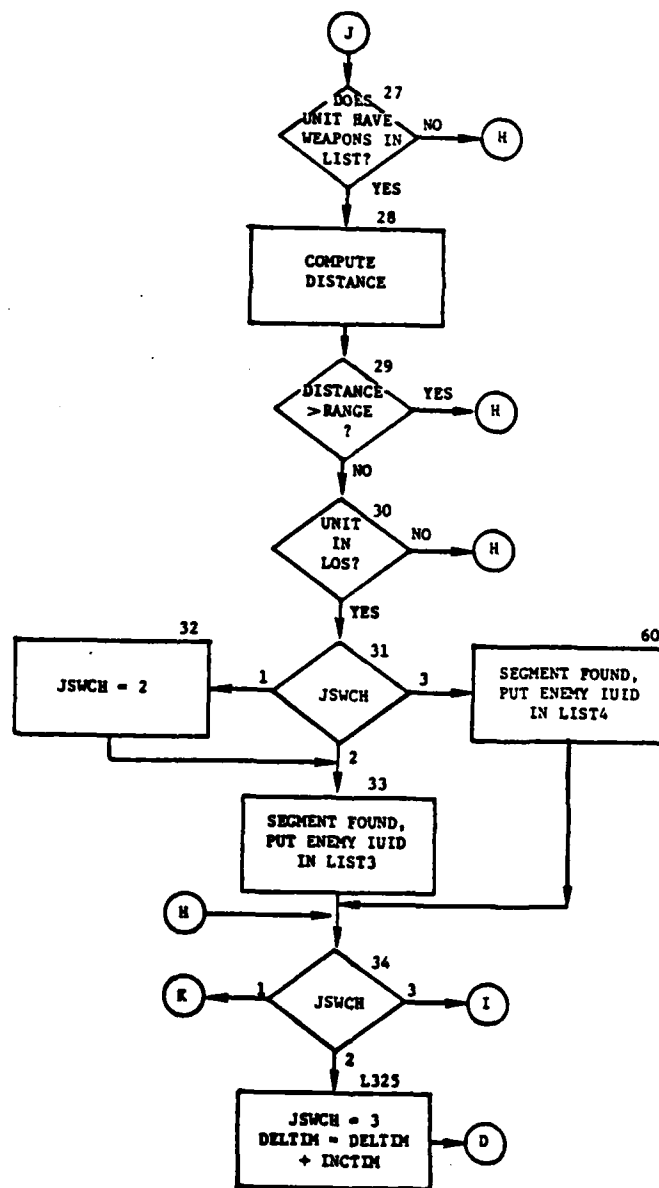 J
27
DOES
UNIT HAVE
WEAPONS IN
LIST?
NO
H
YES
28
COMPUTE
DISTANCE
29
DISTANCE
>RANGE
?
YES
H
NO
30
UNIT
IN
LOS?
NO
H
YES
32
JSWCH = 2
31
1
JSWCH
3
2
60
SEGMENT FOUND,
PUT ENEMY IUID
IN LIST4
33
SEGMENT FOUND,
PUT ENEMY IUID
IN LIST3
H
34
K
1
JSWCH
3
I
2
L325
JSWCH = 3
DELTIM = DELTIM
+ INCTIM
D